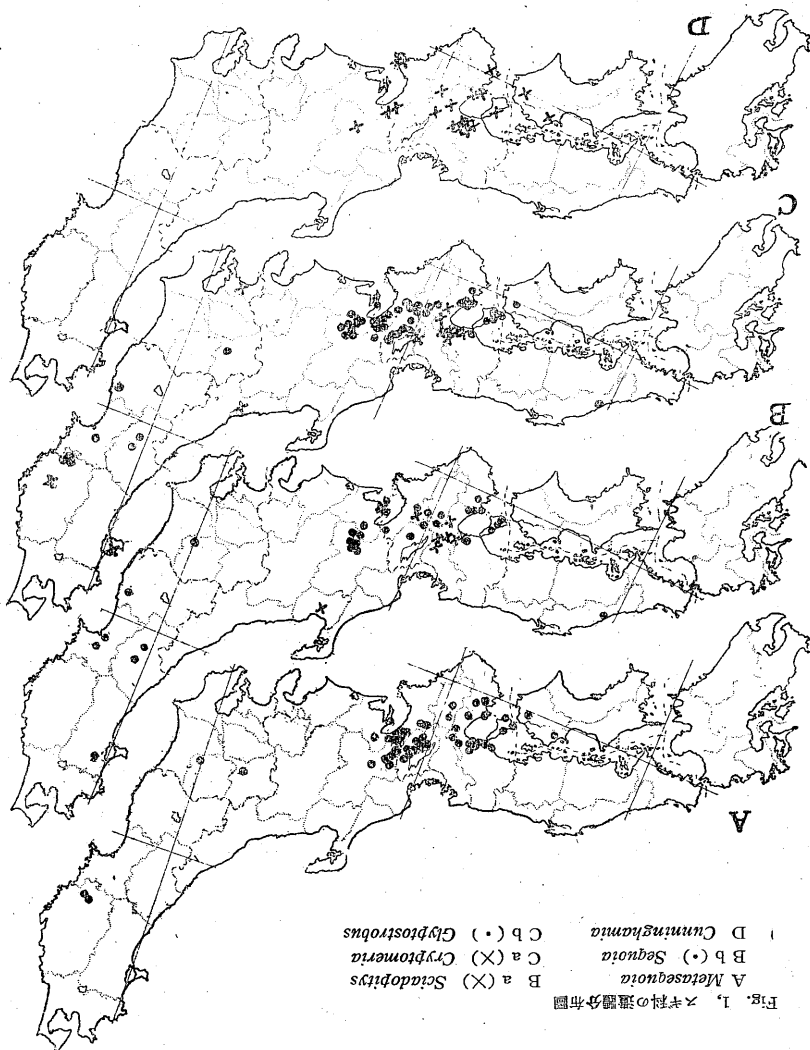 Fig. 1, スギ科の遺體分布圖
A Metasequoia
B a (X) Sciadopitys
B b (•) Sequoia
C a (X) Cryptomeria
D Cunninghamia
C b (•) Glyptostrobus
A
B
C
D